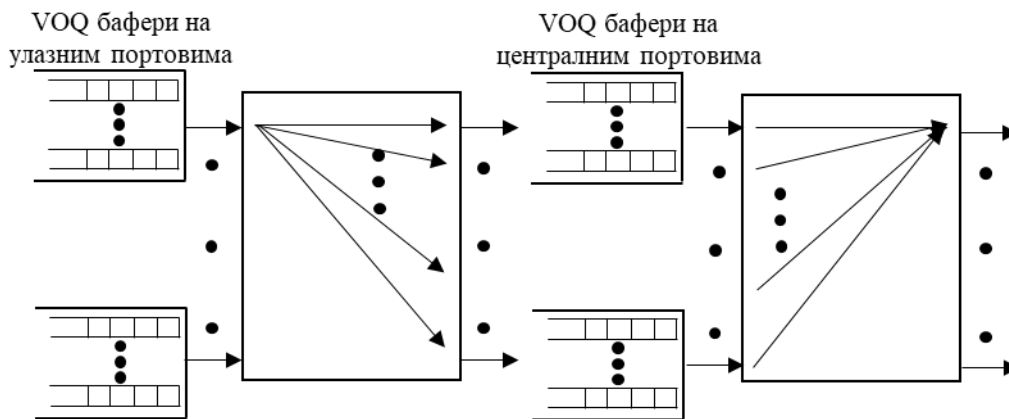 VOQ бафери на
улазним портовима
VOQ бафери на
централним портовима